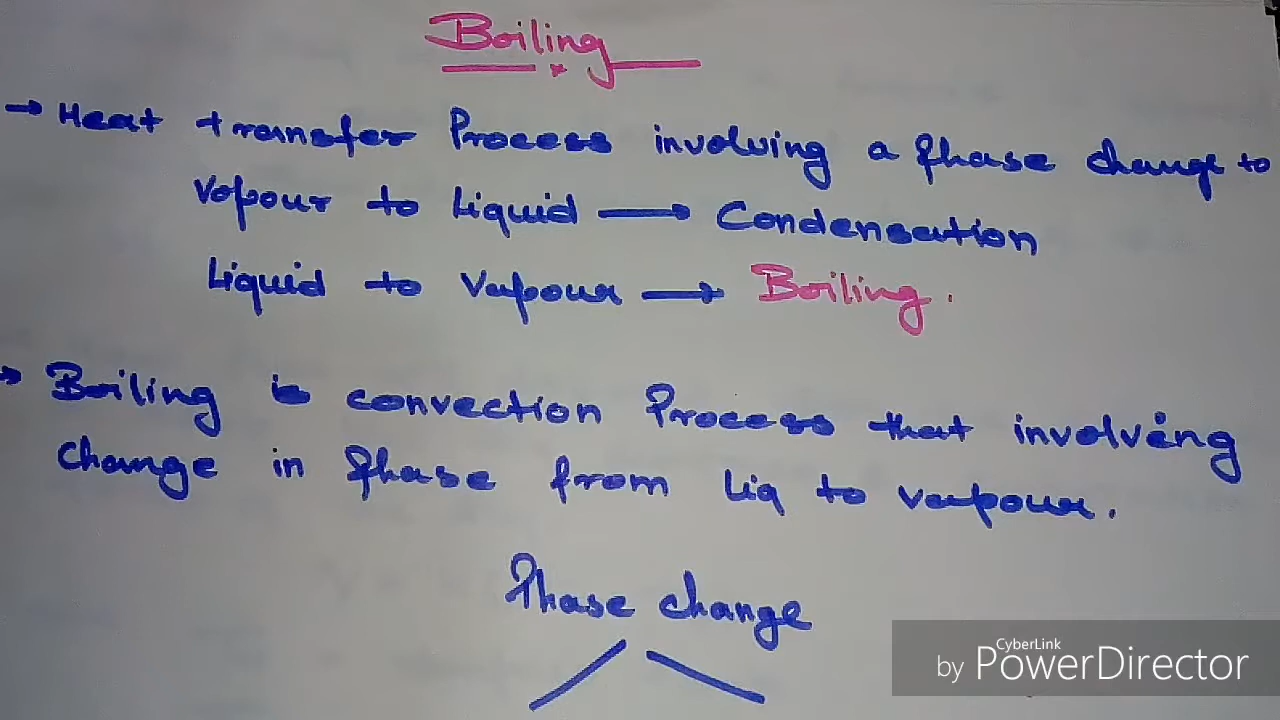 Boiling
→ Heat transfer Process involving a phase change to
Vapour to Liquid → Condensation
Liquid to Vapour → Boiling.
→ Boiling is convection Process that involving
change in phase from liq to vapour.
Phase change
CyberLink
by PowerDirector